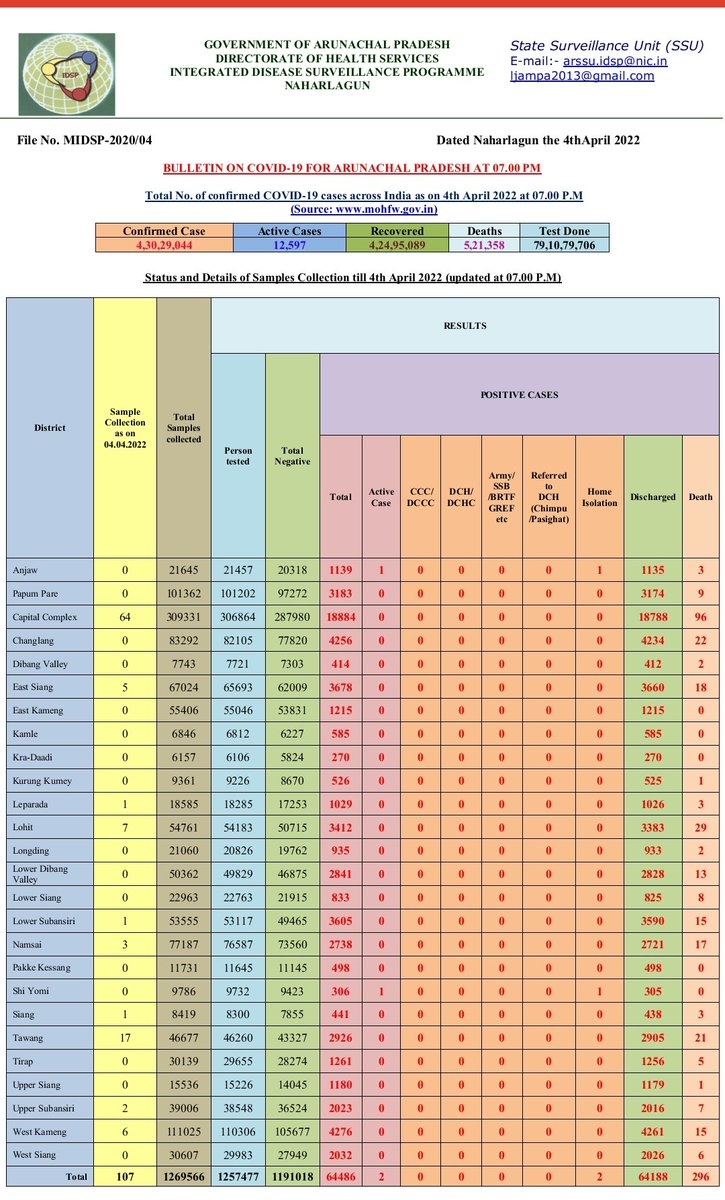 IDSP
GOVERNMENT OF ARUNACHAL PRADESH
DIRECTORATE OF HEALTH SERVICES
INTEGRATED DISEASE SURVEILLANCE PROGRAMME
NAHARLAGUN
State Surveillance Unit (SSU)
E-mail:- arssu.idsp@nic.in
ljampa2013@gmail.com
File No. MIDSP-2020/04 Dated Naharlagun the 4thApril 2022
BULLETIN ON COVID-19 FOR ARUNACHAL PRADESH AT 07.00 PM
Total No. of confirmed COVID-19 cases across India as on 4th April 2022 at 07.00 P.M
(Source: www.mohfw.gov.in)
Confirmed Case Active Cases Recovered Deaths Test Done
4,30,29,044 12,597 4,24,95,089 5,21,358 79,10,79,706
Status and Details of Samples Collection till 4th April 2022 (updated at 07.00 P.M)
District
Sample
Collection
as on
04.04.2022
Total
Samples
collected
RESULTS
Person
tested
Total
Negative
POSITIVE CASES
Total
Active
Case
CCC/
DCCC
DCH/
DCHC
Army/
SSB
/BRTF
GREF
etc
Referred
to
DCH
(Chimpu
/Pasighat)
Home
Isolation
Discharged
Death
Anjaw 0 21645 21457 20318 1139 1 0 0 0 0 1 1135 3
Papum Pare 0 101362 101202 97272 3183 0 0 0 0 0 0 3174 9
Capital Complex 64 309331 306864 287980 18884 0 0 0 0 0 0 18788 96
Changlang 0 83292 82105 77820 4256 0 0 0 0 0 0 4234 22
Dibang Valley 0 7743 7721 7303 414 0 0 0 0 0 0 412 2
East Siang 5 67024 65693 62009 3678 0 0 0 0 0 0 3660 18
East Kameng 0 55406 55046 53831 1215 0 0 0 0 0 0 1215 0
Kamle 0 6846 6812 6227 585 0 0 0 0 0 0 585 0
Kra-Daadi 0 6157 6106 5824 270 0 0 0 0 0 0 270 0
Kurung Kumey 0 9361 9226 8670 526 0 0 0 0 0 0 525 1
Leparada 1 18585 18285 17253 1029 0 0 0 0 0 0 1026 3
Lohit 7 54761 54183 50715 3412 0 0 0 0 0 0 3383 29
Longding 0 21060 20826 19762 935 0 0 0 0 0 0 933 2
Lower Dibang
Valley 0 50362 49829 46875 2841 0 0 0 0 0 0 2828 13
Lower Siang 0 22963 22763 21915 833 0 0 0 0 0 0 825 8
Lower Subansiri 1 53555 53117 49465 3605 0 0 0 0 0 0 3590 15
Namsai 3 77187 76587 73560 2738 0 0 0 0 0 0 2721 17
Pakke Kessang 0 11731 11645 11145 498 0 0 0 0 0 0 498 0
Shi Yomi 0 9786 9732 9423 306 1 0 0 0 0 1 305 0
Siang 1 8419 8300 7855 441 0 0 0 0 0 0 438 3
Tawang 17 46677 46260 43327 2926 0 0 0 0 0 0 2905 21
Tirap 0 30139 29655 28274 1261 0 0 0 0 0 0 1256 5
Upper Siang 0 15536 15226 14045 1180 0 0 0 0 0 0 1179 1
Upper Subansiri 2 39006 38548 36524 2023 0 0 0 0 0 0 2016 7
West Kameng 6 111025 110306 105677 4276 0 0 0 0 0 0 4261 15
West Siang 0 30607 29983 27949 2032 0 0 0 0 0 0 2026 6
Total 107 1269566 1257477 1191018 64486 2 0 0 0 0 2 64188 296